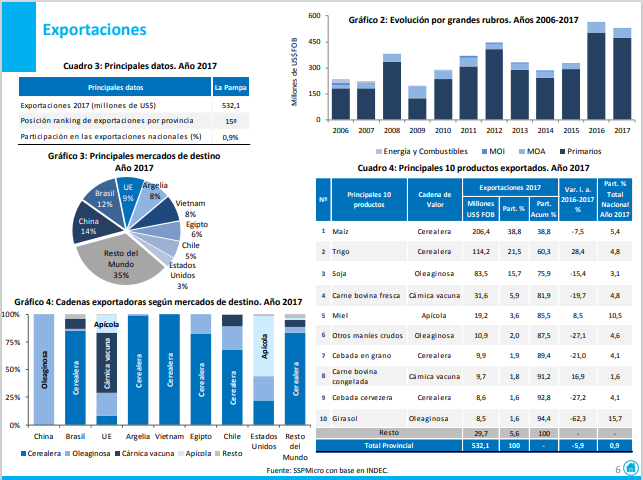 Exportaciones
Cuadro 3: Principales datos. Año 2017
Principales datos La Pampa
Exportaciones 2017 (millones de US$) 532,1
Posición ranking de exportaciones por provincia 15º
Participación en las exportaciones nacionales (%) 0,9%
Gráfico 3: Principales mercados de destino
Año 2017
UE
9%
Argelia
8%
Vietnam
8%
Egipto
6%
Chile
5%
Estados
Unidos
3%
Resto del
Mundo
35%
China
14%
Brasil
12%
Gráfico 2: Evolución por grandes rubros. Años 2006-2017
Millones de US$ FOB
600
450
300
150
0
2006 2007 2008 2009 2010 2011 2012 2013 2014 2015 2016 2017
Energía y Combustibles MOI MOA Primarios
Cuadro 4: Principales 10 productos exportados. Año 2017
Nº Principales 10 productos Cadena de Valor Exportaciones 2017 Var. i. a. 2016-2017 % Part. % Total Nacional Año 2017
Millones US$ FOB Part. % Part. % Acum
1 Maíz Cerealera 206,4 38,8 38,8 -7,5 5,4
2 Trigo Cerealera 114,2 21,5 60,3 28,4 4,8
3 Soja Oleaginosa 83,5 15,7 75,9 -15,4 3,1
4 Carne bovina fresca Cárnica vacuna 31,6 5,9 81,9 -19,7 4,8
5 Miel Apícola 19,2 3,6 85,5 8,5 10,5
6 Otros maníes crudos Oleaginosa 10,9 2,0 87,5 -27,1 4,6
7 Cebada en grano Cerealera 9,9 1,9 89,4 -21,0 4,1
8 Carne bovina congelada Cárnica vacuna 9,7 1,8 91,2 16,9 1,6
9 Cebada cervecera Cerealera 8,6 1,6 92,8 -27,2 4,1
10 Girasol Oleaginosa 8,5 1,6 94,4 -62,3 15,7
Resto 29,7 5,6 100 - -
Total Provincial 532,1 100 - -5,9 0,9
Gráfico 4: Cadenas exportadoras según mercados de destino. Año 2017
100%
75%
50%
25%
0%
Oleaginosa
Cerealera
Apícola
Cárnica vacuna
Cerealera
Cerealera
Cerealera
Cerealera
Apícola
Cerealera
China Brasil UE Argelia Vietnam Egipto Chile Estados Unidos Resto del Mundo
Cerealera Oleaginosa Cárnica vacuna Apícola Resto
Fuente: SSPMicro con base en INDEC.
6